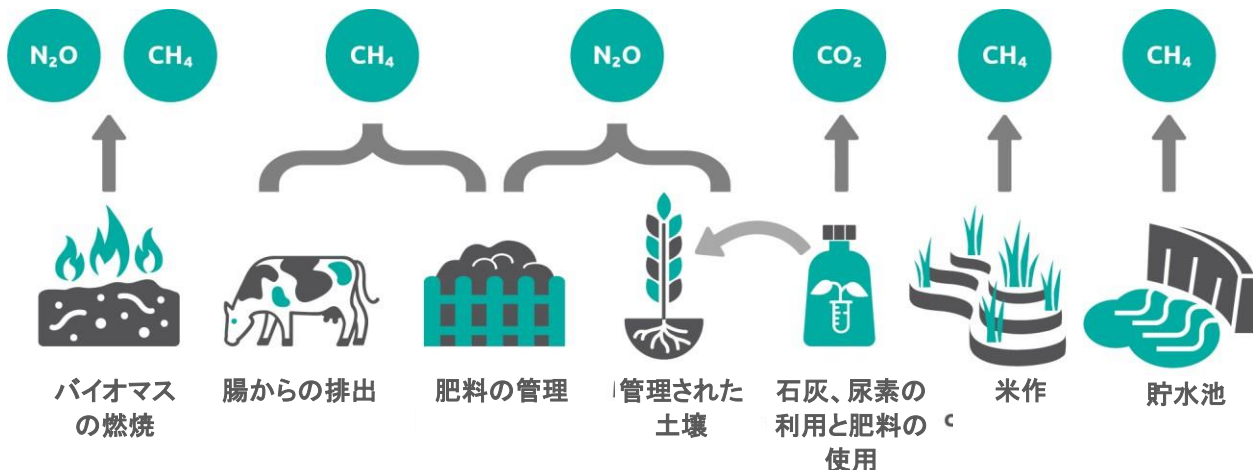 N₂O
CH₄
CH₄
N₂O
CO₂
CH₄
CH₄
バイオマス
の燃焼
腸からの排出
肥料の管理
管理された
土壌
石灰、尿素の
利用と肥料の
使用
米作
貯水池